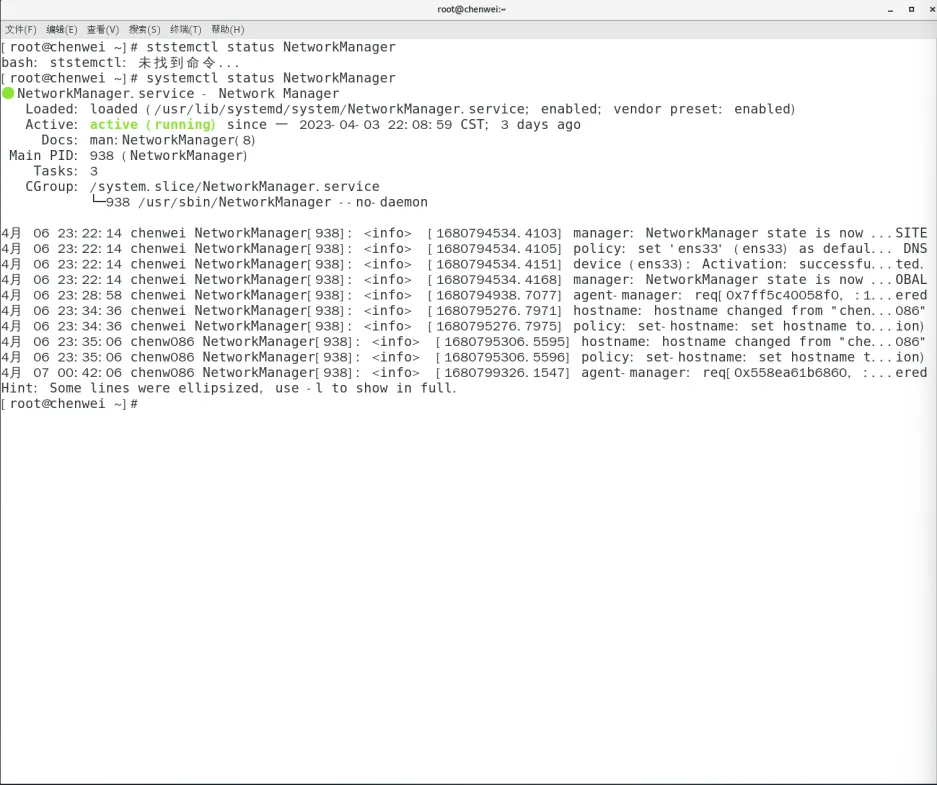 root@chenwei:~
文件(F) 编辑(E) 查看(V) 搜索(S) 终端(T) 帮助(H)
[root@chenwei ~]# ststemctl status NetworkManager
bash: ststemctl: 未找到命令...
[root@chenwei ~]# systemctl status NetworkManager
● NetworkManager.service - Network Manager
   Loaded: loaded (/usr/lib/systemd/system/NetworkManager.service; enabled; vendor preset: enabled)
   Active: active (running) since 一 2023-04-03 22:08:59 CST; 3 days ago
     Docs: man:NetworkManager(8)
 Main PID: 938 (NetworkManager)
    Tasks: 3
   CGroup: /system.slice/NetworkManager.service
           └─938 /usr/sbin/NetworkManager --no-daemon
4月 06 23:22:14 chenwei NetworkManager[938]: <info>  [1680794534.4103] manager: NetworkManager state is now ...SITE
4月 06 23:22:14 chenwei NetworkManager[938]: <info>  [1680794534.4105] policy: set 'ens33' (ens33) as defaul... DNS
4月 06 23:22:14 chenwei NetworkManager[938]: <info>  [1680794534.4151] device (ens33): Activation: successfu...ted.
4月 06 23:22:14 chenwei NetworkManager[938]: <info>  [1680794534.4168] manager: NetworkManager state is now ...OBAL
4月 06 23:28:58 chenwei NetworkManager[938]: <info>  [1680794938.7077] agent-manager: req[0x7ff5c40058f0, :1...ered
4月 06 23:34:36 chenwei NetworkManager[938]: <info>  [1680795276.7971] hostname: hostname changed from "chen...086"
4月 06 23:34:36 chenwei NetworkManager[938]: <info>  [1680795276.7975] policy: set-hostname: set hostname to...ion)
4月 06 23:35:06 chenw086 NetworkManager[938]: <info>  [1680795306.5595] hostname: hostname changed from "che...086"
4月 06 23:35:06 chenw086 NetworkManager[938]: <info>  [1680795306.5596] policy: set-hostname: set hostname t...ion)
4月 07 00:42:06 chenw086 NetworkManager[938]: <info>  [1680799326.1547] agent-manager: req[0x558ea61b6860, :...ered
Hint: Some lines were ellipsized, use -l to show in full.
[root@chenwei ~]#